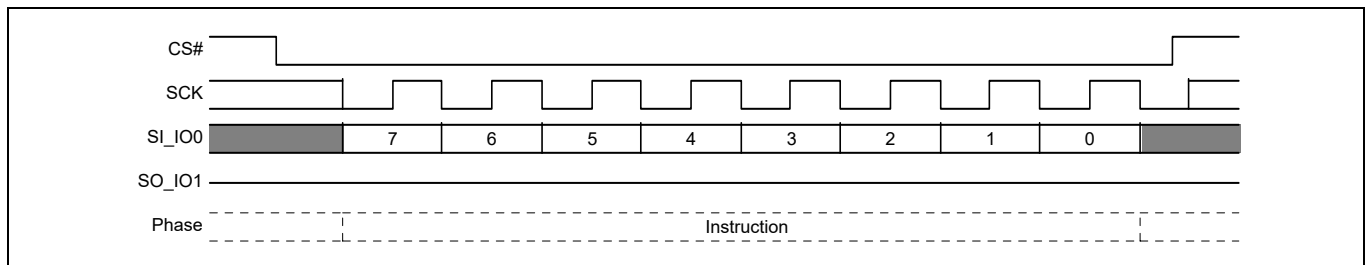 CS#
SCK
SI_IO0 7 6 5 4 3 2 1 0
SO_IO1
Phase Instruction